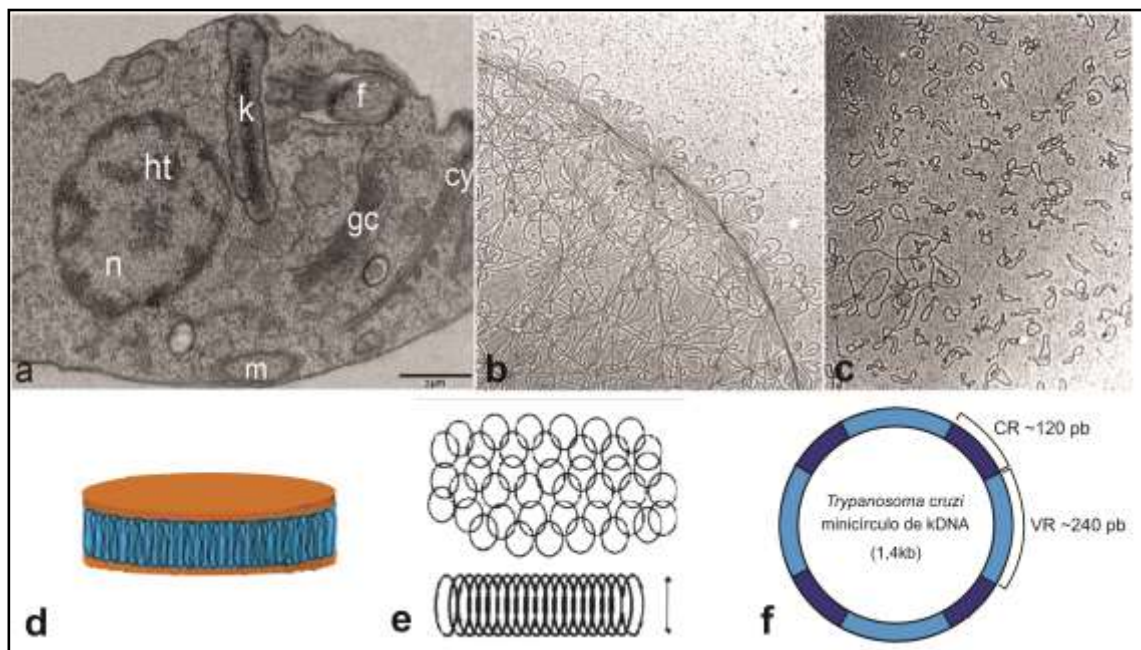 k
f
ht
cy
gc
n
m
a
b
c
CR ~120 pb
Trypanosoma cruzi
minicírculo de kDNA
(1,4kb)
VR ~240 pb
d
e
f